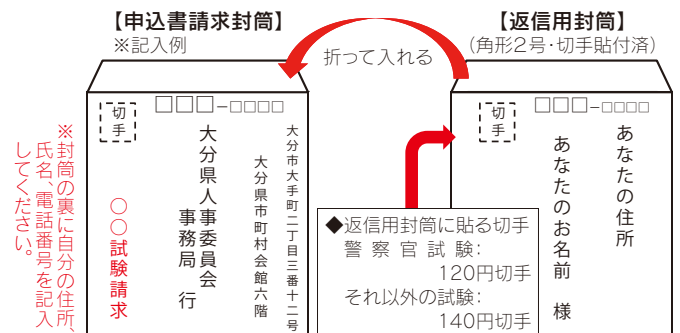 【申込書請求封筒】
※記入例
折って入れる
【返信用封筒】
(角形2号・切手貼付済)
切手
□□□-□□□□
大分市大手町二丁目三番十二号
大分県市町村会館六階
大分県人事委員会
事務局 行
○○試験請求
※封筒の裏に自分の住所、
氏名、電話番号を記入
してください。
切手
□□□-□□□□
あなたの住所
あなたのお名前 様
◆返信用封筒に貼る切手
警察官試験:
120円切手
それ以外の試験:
140円切手